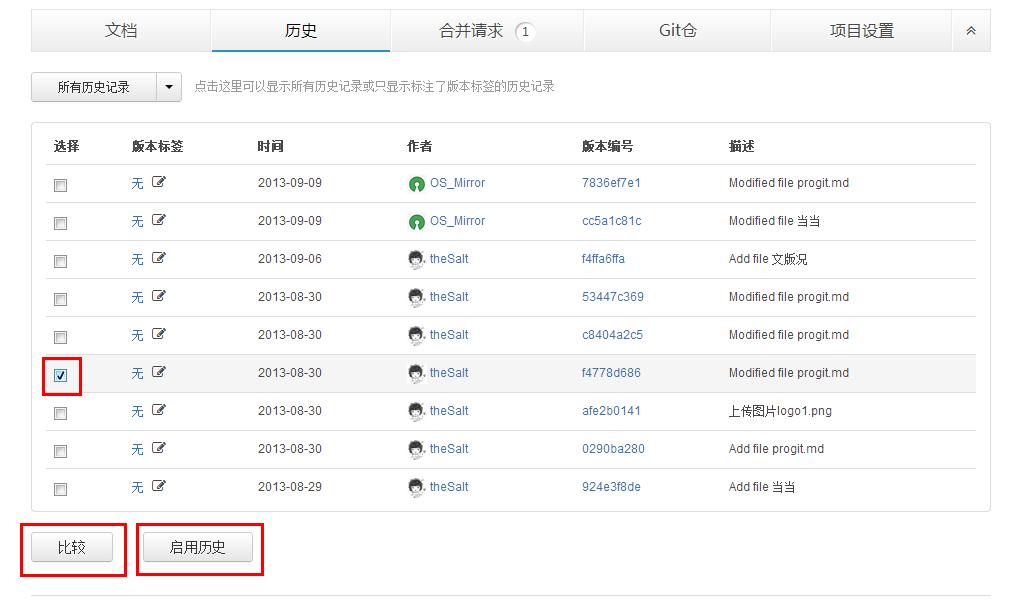 文档 历史 合并请求 1 Git仓 项目设置
所有历史记录 点击这里可以显示所有历史记录或只显示标注了版本标签的历史记录
选择 版本标签 时间 作者 版本编号 描述
无 2013-09-09 OS_Mirror 7836ef7e1 Modified file progit.md
无 2013-09-09 OS_Mirror cc5a1c81c Modified file 当当
无 2013-09-06 theSalt f4ffa6ffa Add file 文版况
无 2013-08-30 theSalt 53447c369 Modified file progit.md
无 2013-08-30 theSalt c8404a2c5 Modified file progit.md
无 2013-08-30 theSalt f4778d686 Modified file progit.md
无 2013-08-30 theSalt afe2b0141 上传图片logo1.png
无 2013-08-30 theSalt 0290ba280 Add file progit.md
无 2013-08-29 theSalt 924e3f8de Add file 当当
比较 启用历史